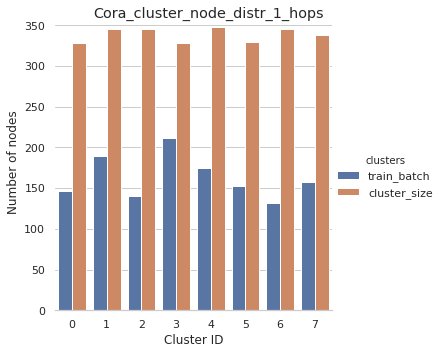 Cora_cluster_node_distr_1_hops
350
300
250
200
150
100
50
0
Number of nodes
0 1 2 3 4 5 6 7
Cluster ID
clusters
train_batch
cluster_size